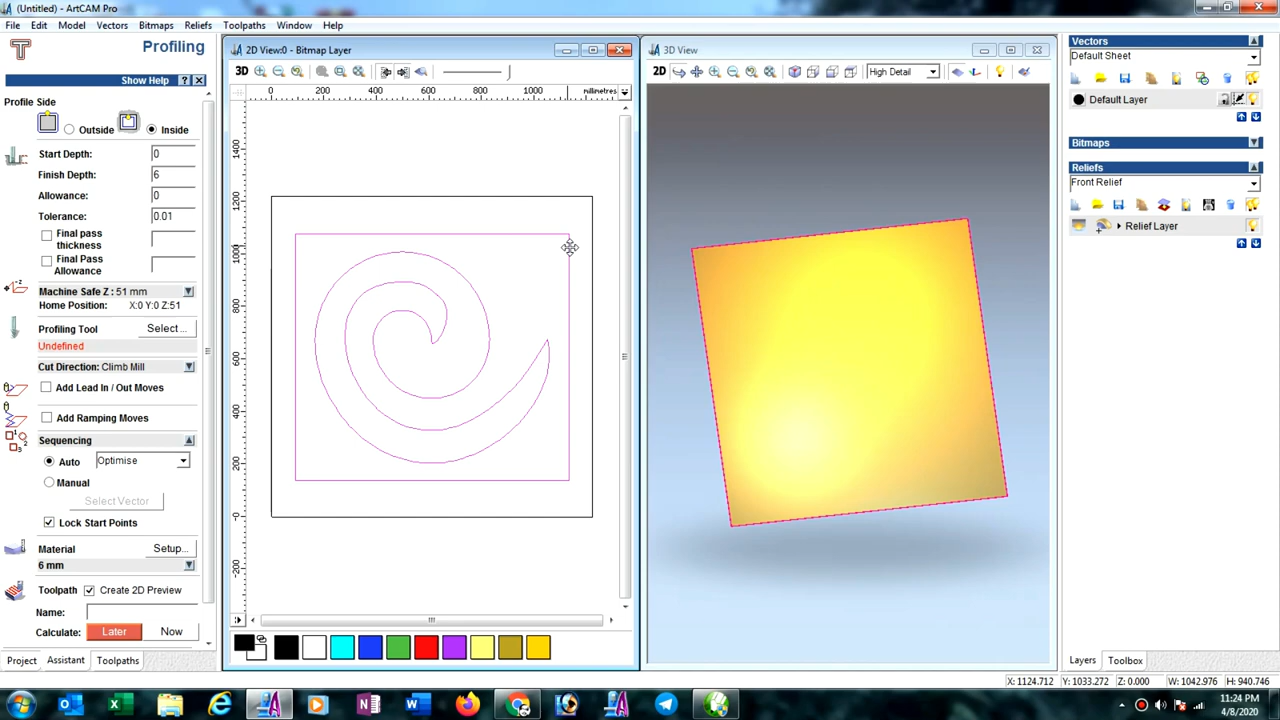 (Untitled) - ArtCAM Pro
File Edit Model Vectors Bitmaps Reliefs Toolpaths Window Help
Profiling
Show Help ?
Profile Side
Outside Inside
Start Depth: 0
Finish Depth: 6
Allowance: 0
Tolerance: 0.01
Final pass
thickness
Final Pass
Allowance
Machine Safe Z : 51 mm
Home Position X:0 Y:0 Z:51
Profiling Tool Select ...
Undefined
Cut Direction: Climb Mill
Add Lead In / Out Moves
Add Ramping Moves
Sequencing
Auto Optimise
Manual
Select Vector
Lock Start Points
Material Setup...
6 mm
Toolpath Create 2D Preview
Name:
Calculate: Later Now
Project Assistant Toolpaths
2D View:0 - Bitmap Layer
3D
0 200 400 600 800 1000 millimetres
1400
1200
1000
800
600
400
200
-0
-200
3D View
2D High Detail
Vectors
Default Sheet
Default Layer
Bitmaps
Reliefs
Front Relief
Relief Layer
Layers Toolbox
X: 1124.712 Y: 1033.272 Z: 0.000 W: 1042.976 H: 940.746
11:24 PM
4/8/2020